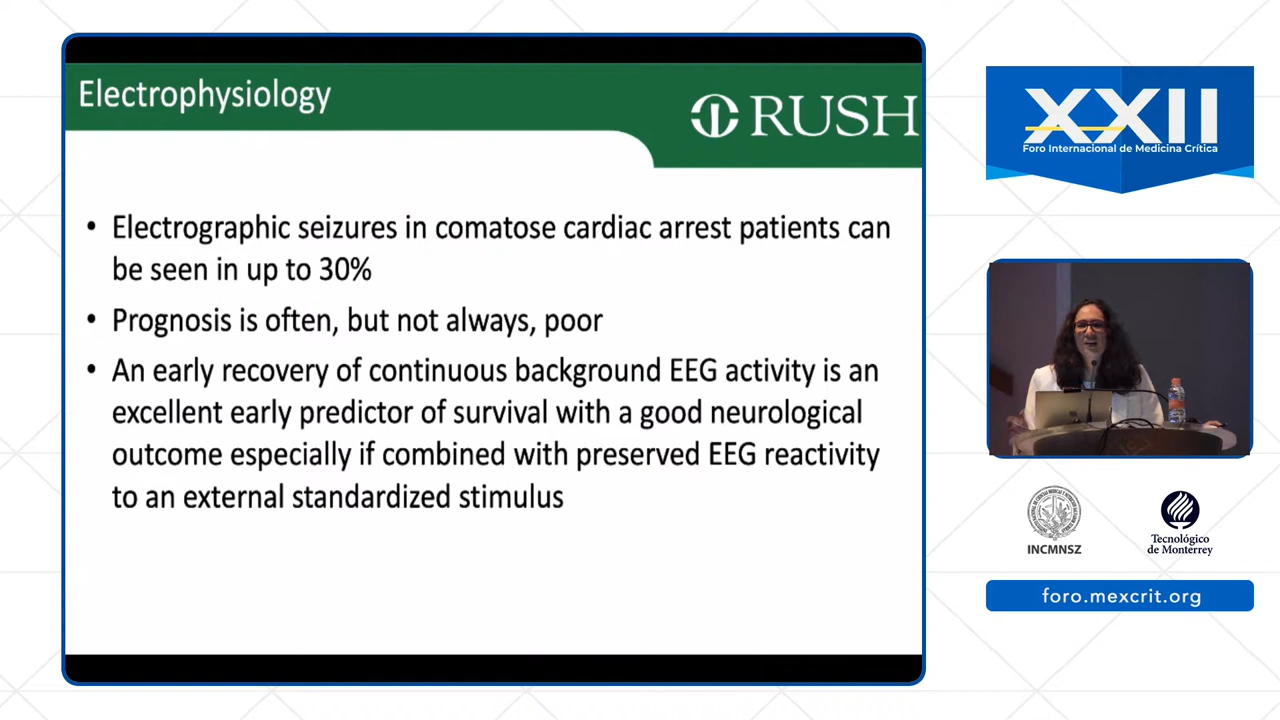 Electrophysiology
RUSH
• Electrographic seizures in comatose cardiac arrest patients can
be seen in up to 30%
• Prognosis is often, but not always, poor
• An early recovery of continuous background EEG activity is an
excellent early predictor of survival with a good neurological
outcome especially if combined with preserved EEG reactivity
to an external standardized stimulus
XXII
Foro Internacional de Medicina Crítica
INCMNSZ
Tecnológico
de Monterrey
foro.mexcrit.org